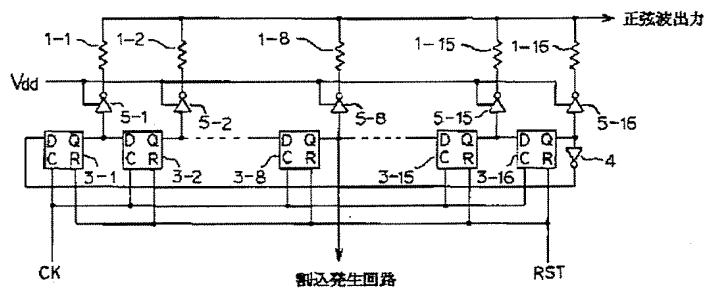 正弦波出力
1-1 1-2 1-8 1-15 1-16
Vdd
5-1 5-2 5-8 5-15 5-16
D Q D Q D Q D Q D Q
C R C R C R C R C R
4
3-1 3-2 3-8 3-15 3-16
CK 割込発生回路 RST